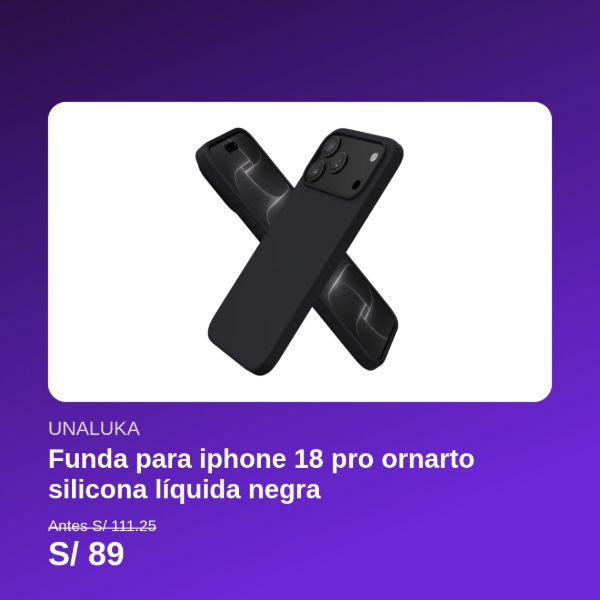 UNALUKA
Funda para iphone 18 pro ornarto
silicona líquida negra
Antes S/ 111.25
S/ 89